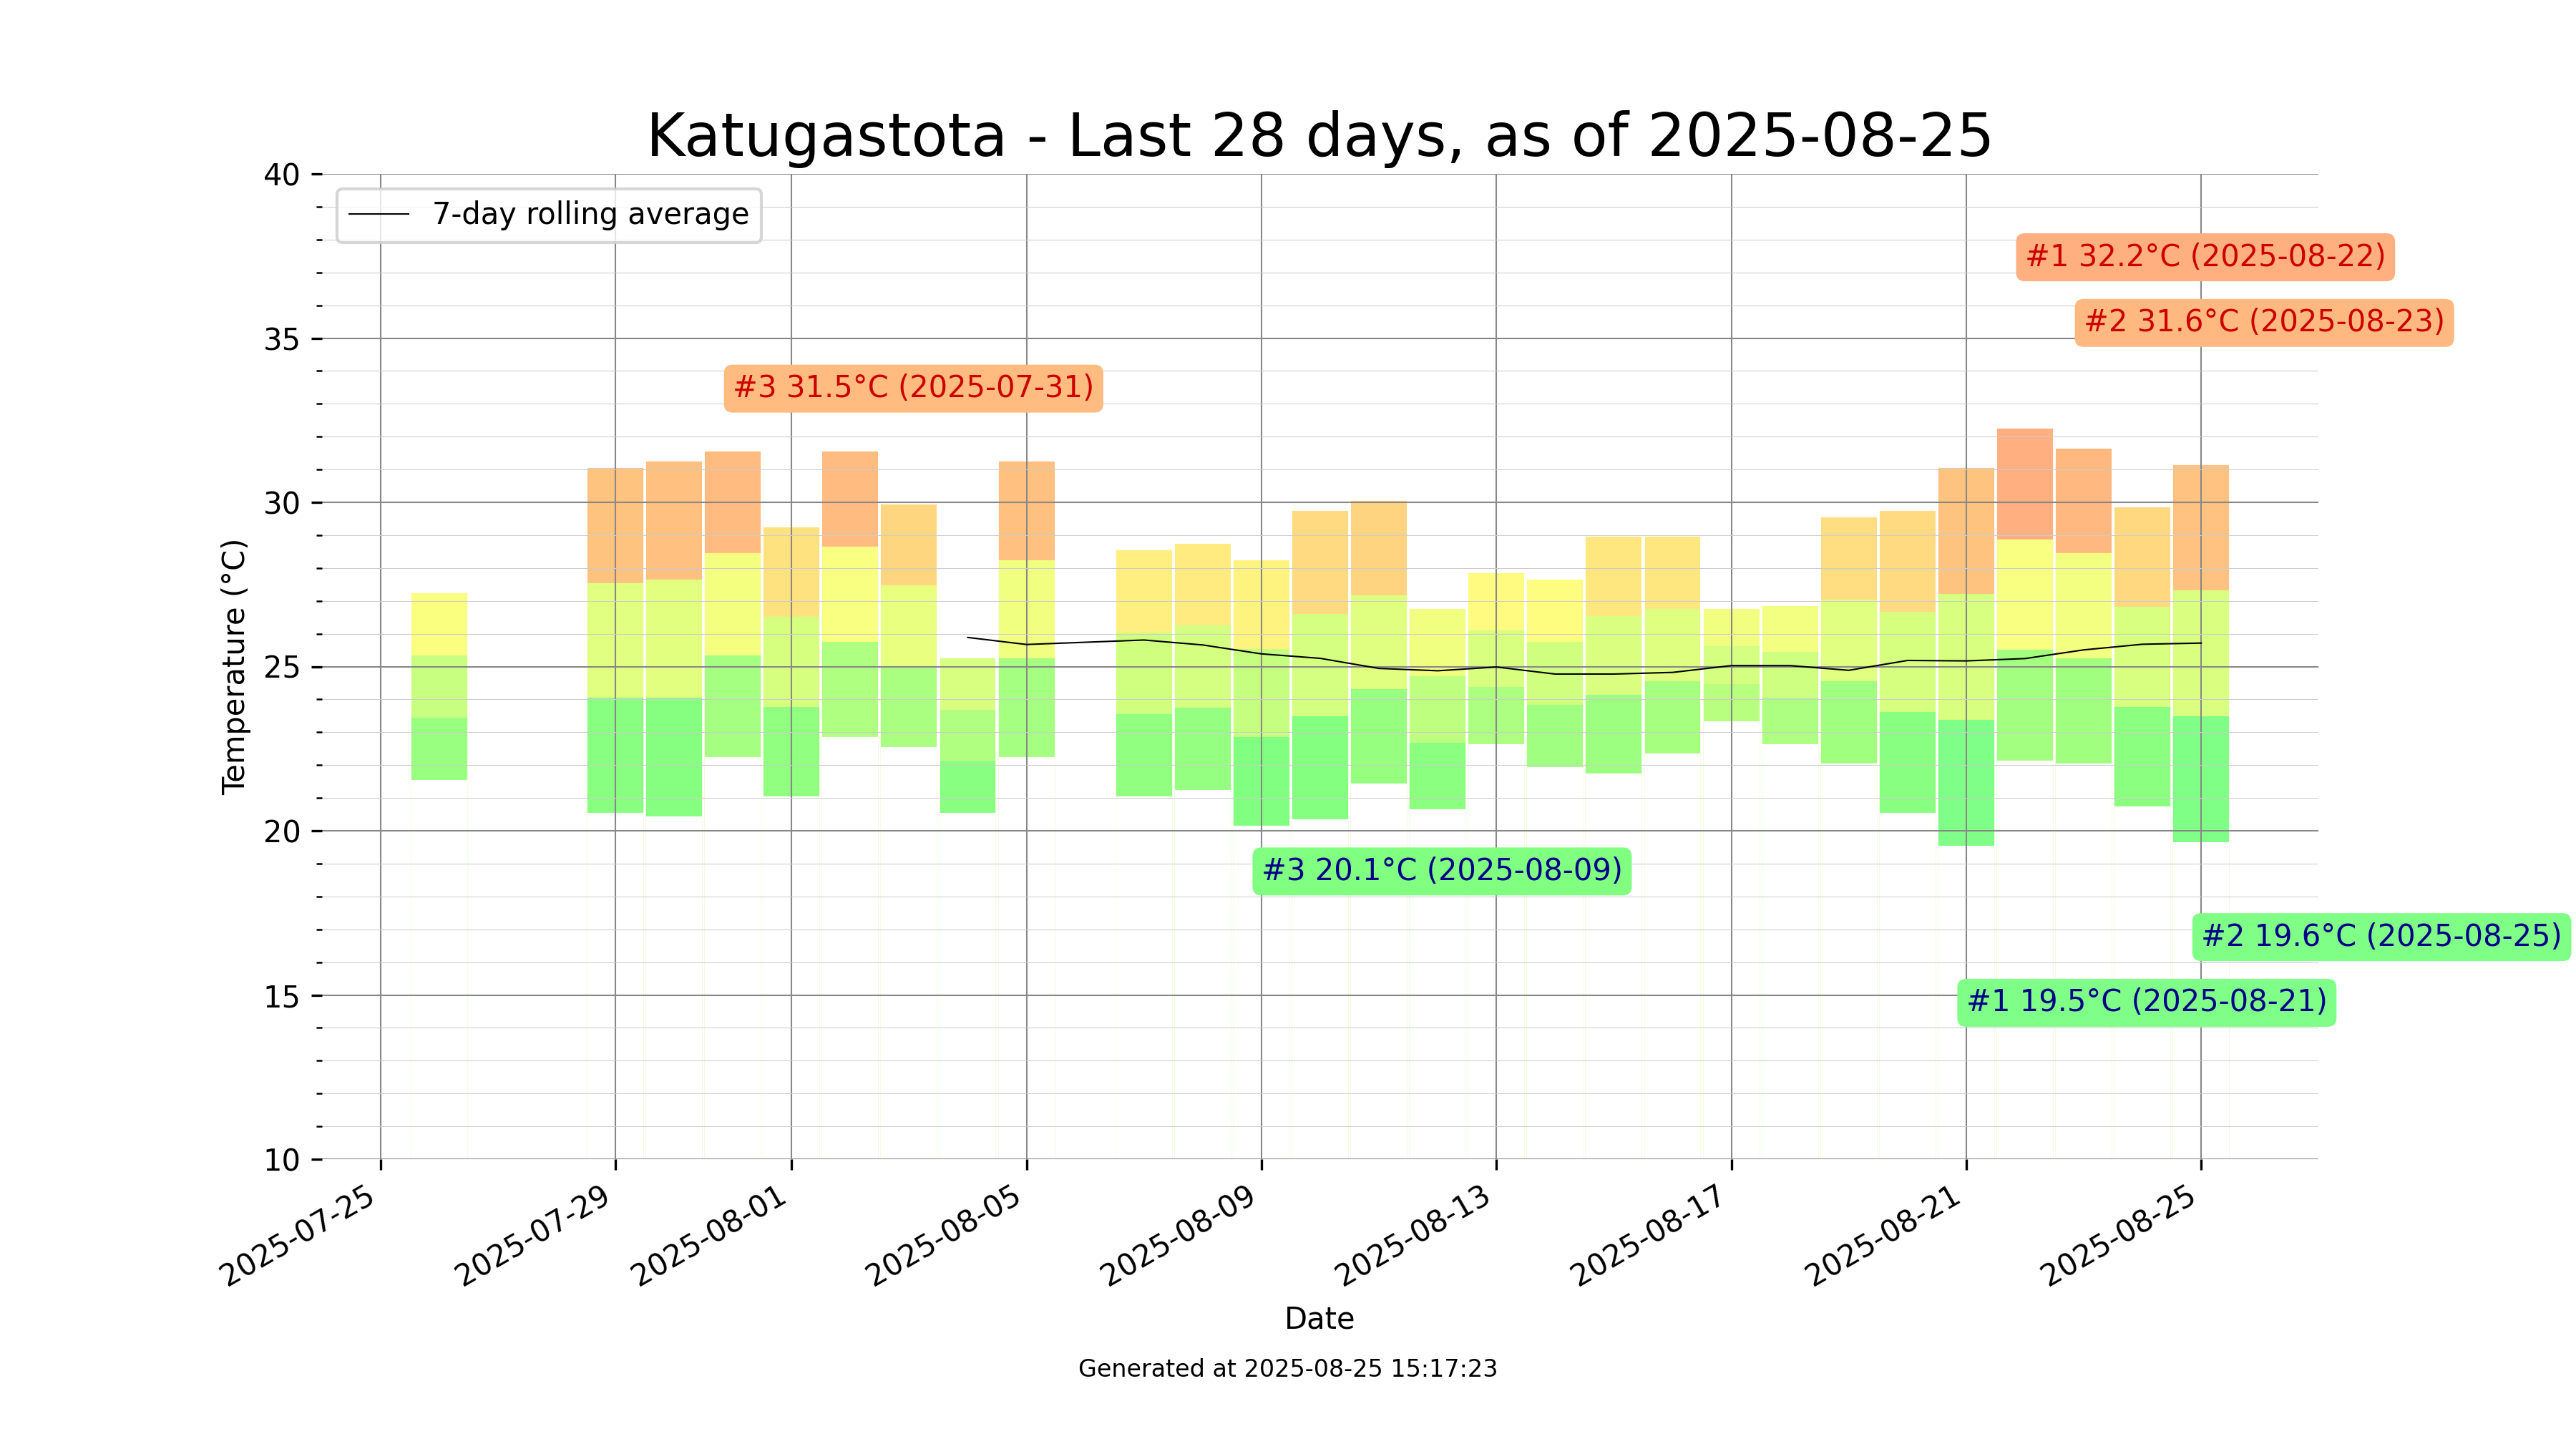 Katugastota - Last 28 days, as of 2025-08-25
7-day rolling average
#1 32.2°C (2025-08-22)
#2 31.6°C (2025-08-23)
#3 31.5°C (2025-07-31)
#3 20.1°C (2025-08-09)
#2 19.6°C (2025-08-25)
#1 19.5°C (2025-08-21)
Temperature (°C)
40
35
30
25
20
15
10
2025-07-25
2025-07-29
2025-08-01
2025-08-05
2025-08-09
2025-08-13
2025-08-17
2025-08-21
2025-08-25
Date
Generated at 2025-08-25 15:17:23